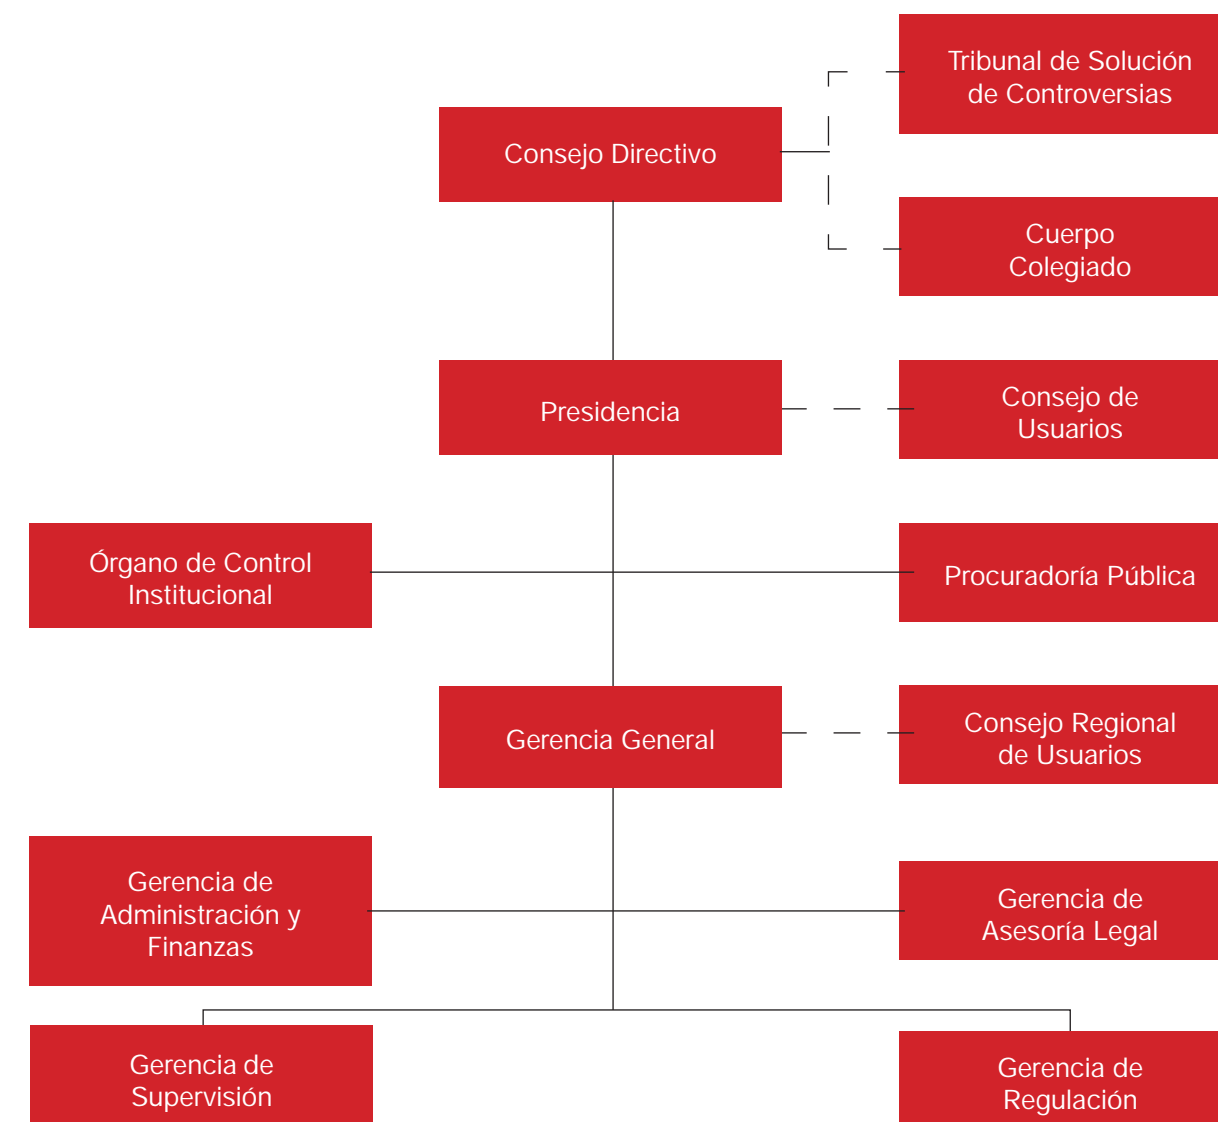 Tribunal de Solución
de Controversias
Consejo Directivo
Cuerpo
Colegiado
Presidencia
Consejo de
Usuarios
Órgano de Control
Institucional
Procuradoría Pública
Gerencia General
Consejo Regional
de Usuarios
Gerencia de
Administración y
Finanzas
Gerencia de
Asesoría Legal
Gerencia de
Supervisión
Gerencia de
Regulación